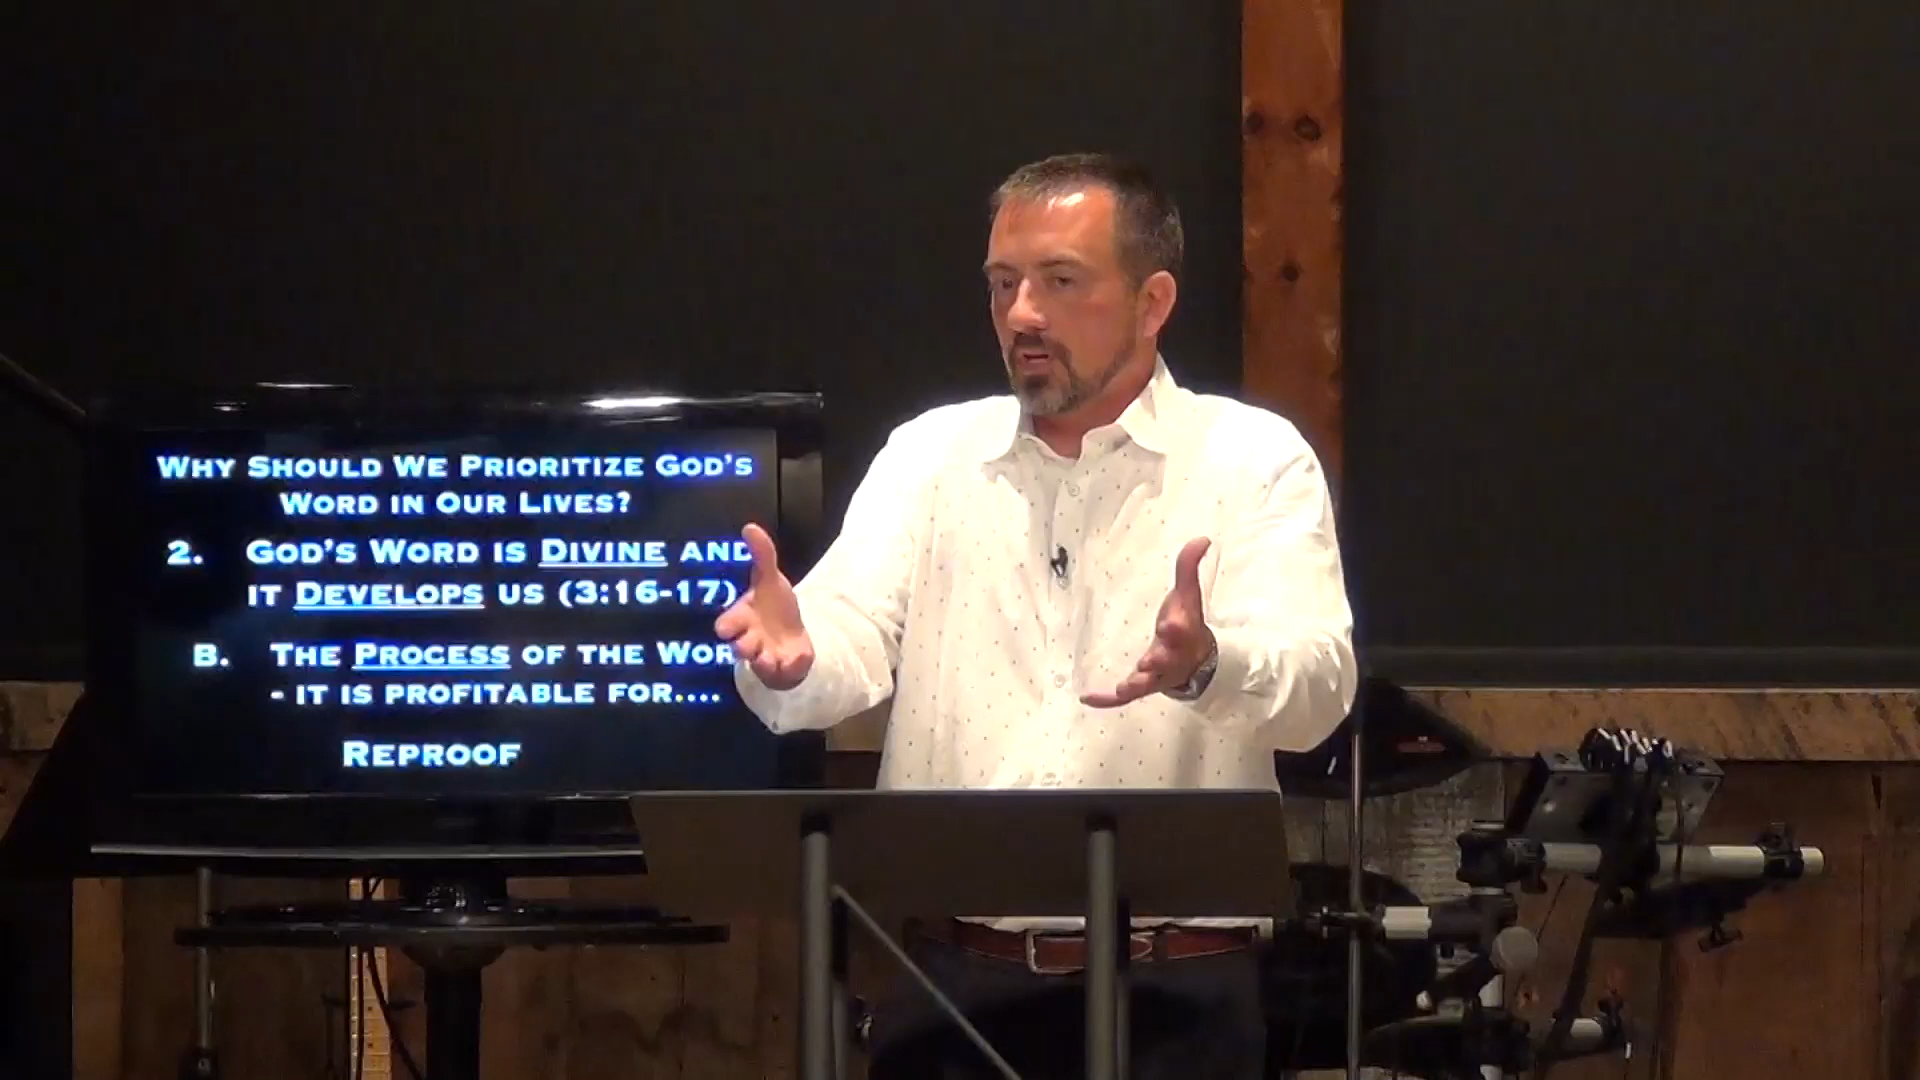 Why Should We Prioritize God's
Word in Our Lives?
2. God's Word is Divine and
it Develops us (3:16-17)
B. The Process of the
- it is profitable for....
Reproof